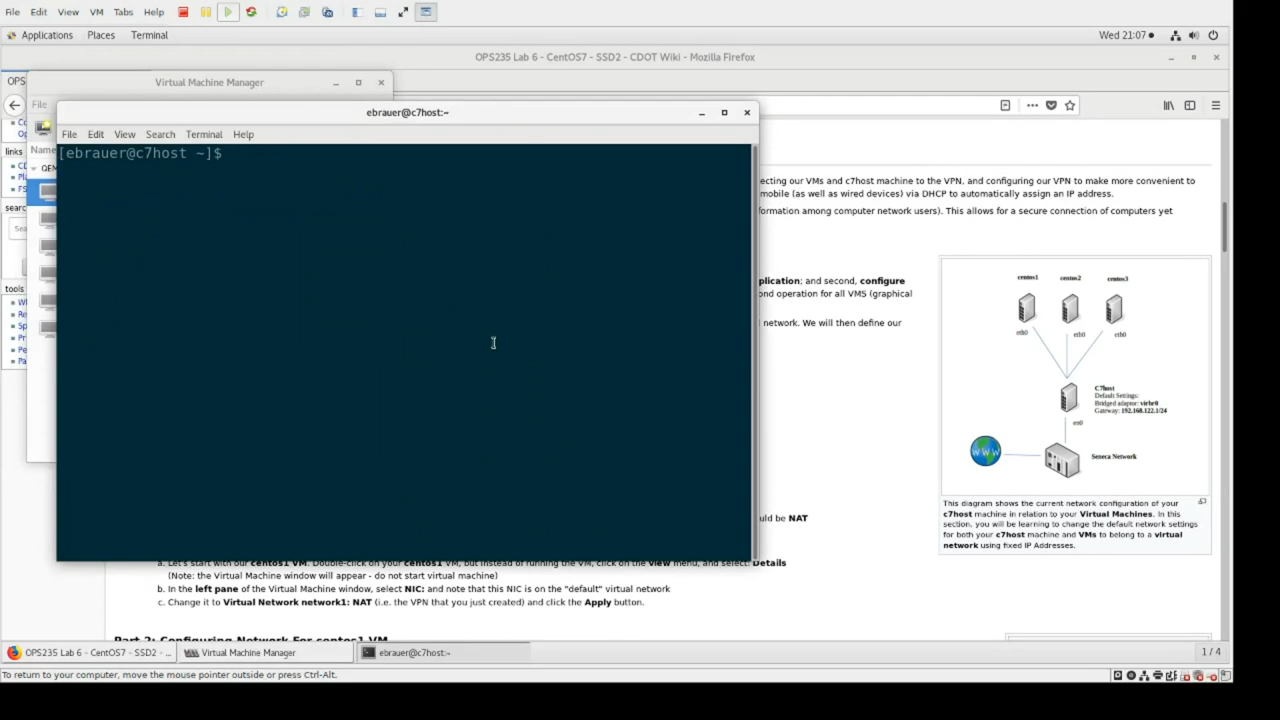 File Edit View VM Tabs Help
Applications Places Terminal Wed 21:07
OPS235 Lab 6 - CentOS7 - SSD2 - CDOT Wiki - Mozilla Firefox
OPS
Virtual Machine Manager
File
ebrauer@c7host:~
File Edit View Search Terminal Help
[ebrauer@c7host ~]$
Name
QEM
links
sear
Sea
tools
ecting our VMs and c7host machine to the VPN, and configuring our VPN to make more convenient to
mobile (as well as wired devices) via DHCP to automatically assign an IP address.
formation among computer network users). This allows for a secure connection of computers yet
plication; and second, configure
ond operation for all VMS (graphical
l network. We will then define our
centos1 centos2 centos3
eth0 eth0 eth0
C7host
Default Settings:
Bridged adaptor: virbr0
Gateway: 192.168.122.1/24
en0
WWW
Seneca Network
This diagram shows the current network configuration of your
c7host machine in relation to your Virtual Machines. In this
section, you will be learning to change the default network settings
for both your c7host machine and VMs to belong to a virtual
network using fixed IP Addresses.
uld be NAT
a. Let's start with our centos1 VM. Double-click on your centos1 VM, but instead of running the VM, click on the View menu, and select: Details
(Note: the Virtual Machine window will appear - do not start virtual machine)
b. In the left pane of the Virtual Machine window, select NIC: and note that this NIC is on the "default" virtual network
c. Change it to Virtual Network network1: NAT (i.e. the VPN that you just created) and click the Apply button.
Part 2: Configuring Network For centos1 VM
OPS235 Lab 6 - CentOS7 - SSD2 - ... Virtual Machine Manager ebrauer@c7host:~ 1 / 4
To return to your computer, move the mouse pointer outside or press Ctrl-Alt.